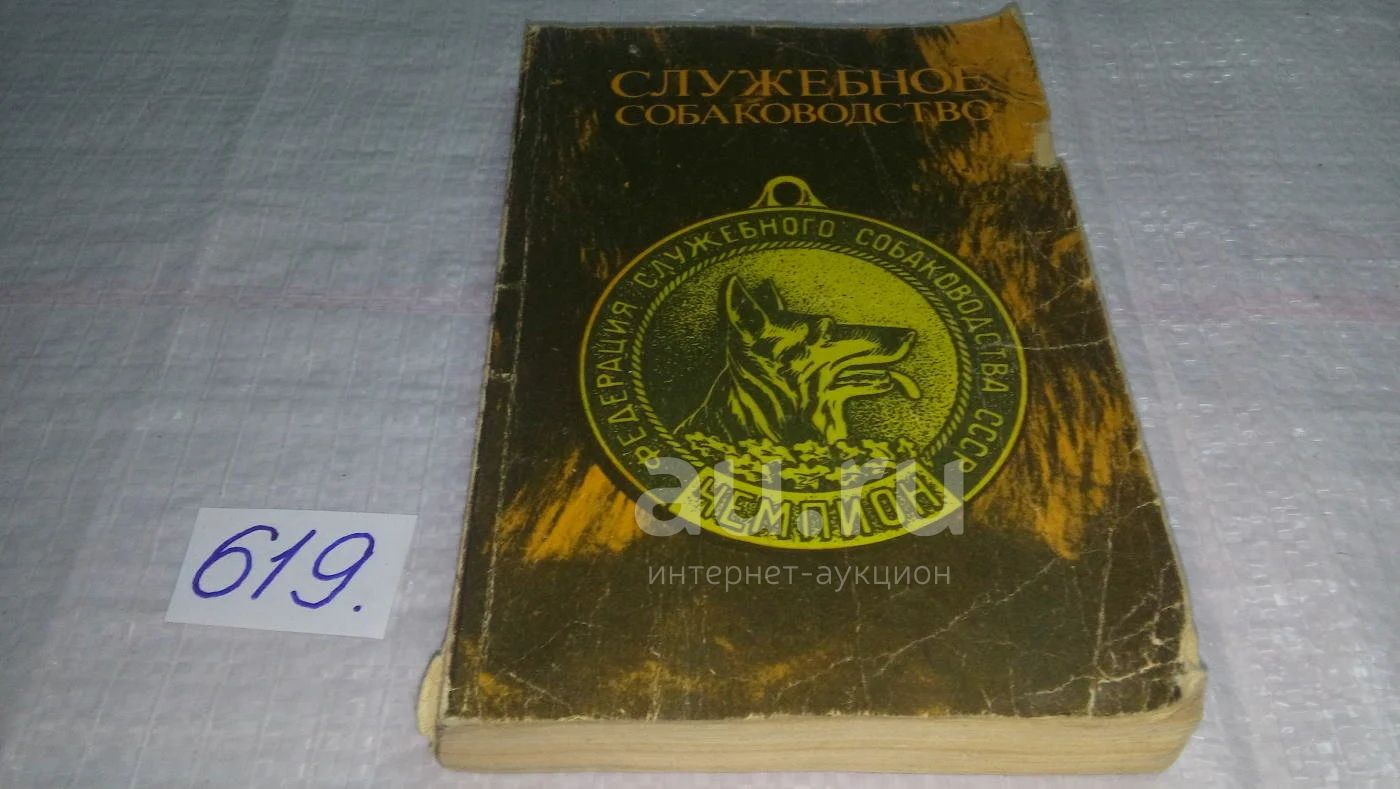 СЛУЖЕБНОЕ
СОБАКОВОДСТВО
ФЕДЕРАЦИЯ СЛУЖЕБНОГО СОБАКОВОДСТВА СССР
ЧЕМПИОН
au.ru
интернет-аукцион
619.